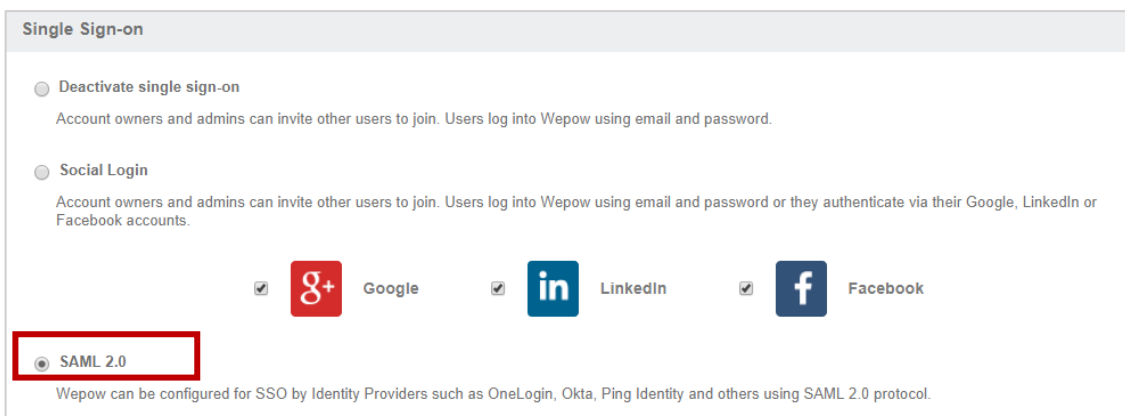 Single Sign-on
Deactivate single sign-on
Account owners and admins can invite other users to join. Users log into Wepow using email and password.
Social Login
Account owners and admins can invite other users to join. Users log into Wepow using email and password or they authenticate via their Google, LinkedIn or
Facebook accounts.
g+ Google in LinkedIn f Facebook
SAML 2.0
Wepow can be configured for SSO by Identity Providers such as OneLogin, Okta, Ping Identity and others using SAML 2.0 protocol.